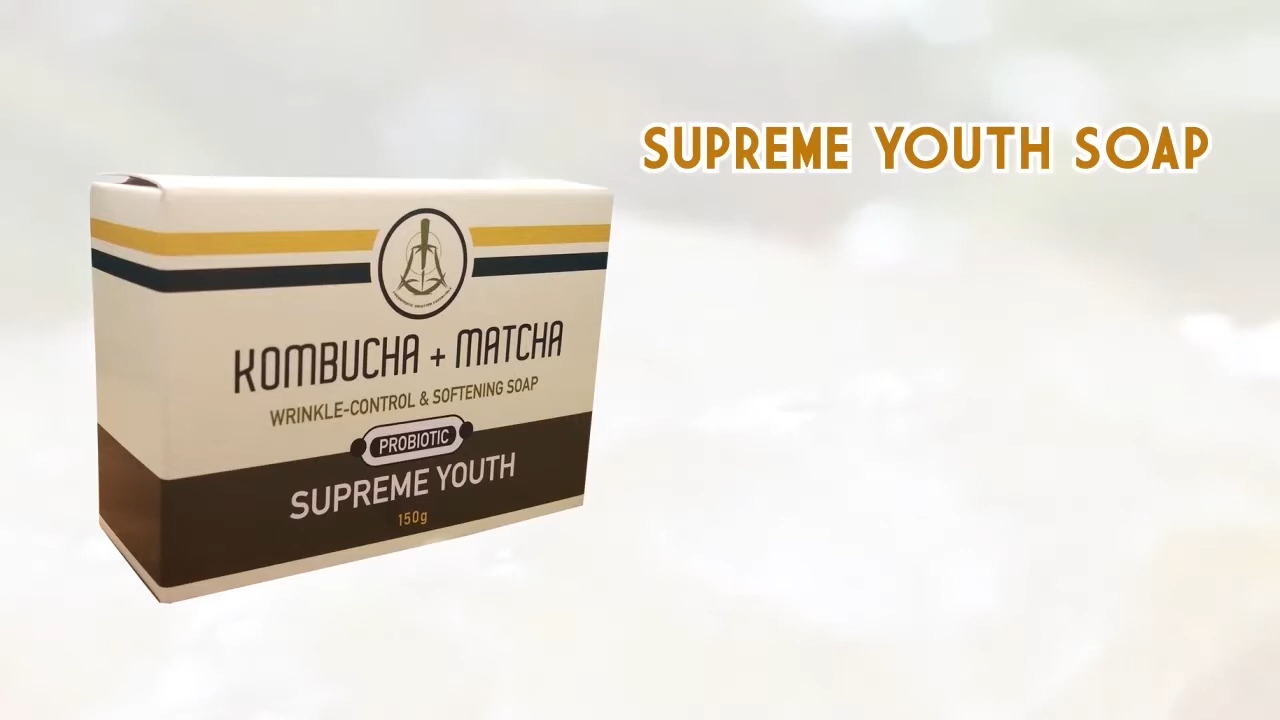 SUPREME YOUTH SOAP
KOMBUCHA + MATCHA
WRINKLE-CONTROL & SOFTENING SOAP
PROBIOTIC
SUPREME YOUTH
150g